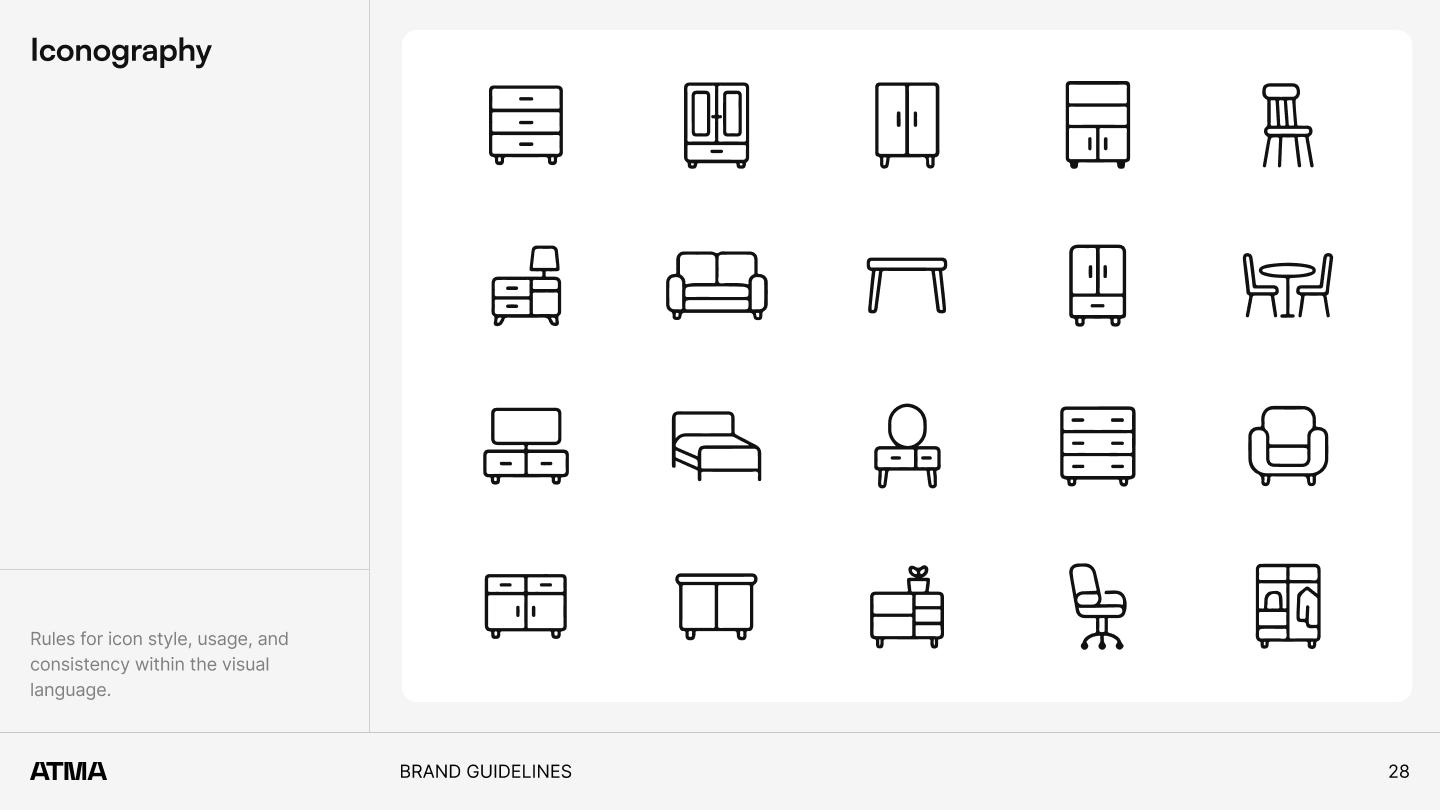 Iconography
Rules for icon style, usage, and
consistency within the visual
language.
ATMA
BRAND GUIDELINES
28